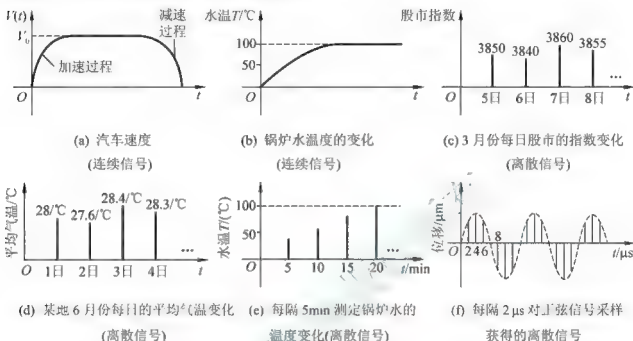 V(t)
V₀
减速
过程
加速过程
O
t
(a) 汽车速度
(连续信号)
水温T/℃
100
50
O
t
(b) 锅炉水温度的变化
(连续信号)
股市指数
3850
3840
3860
3855
...
O
5日
6日
7日
8日
t
(c) 3月份每日股市的指数变化
(离散信号)
平均气温/℃
28/℃
27.6/℃
28.4/℃
28.3/℃
...
O
1日
2日
3日
4日
t
(d) 某地6月份每日的平均气温变化
(离散信号)
水温T/(℃)
100
50
...
O
5
10
15
20
t/min
(e) 每隔5min测定锅炉水的
温度变化(离散信号)
位移/μm
O
2 4 6
8
t/μs
(f) 每隔2μs对正弦信号采样
获得的离散信号